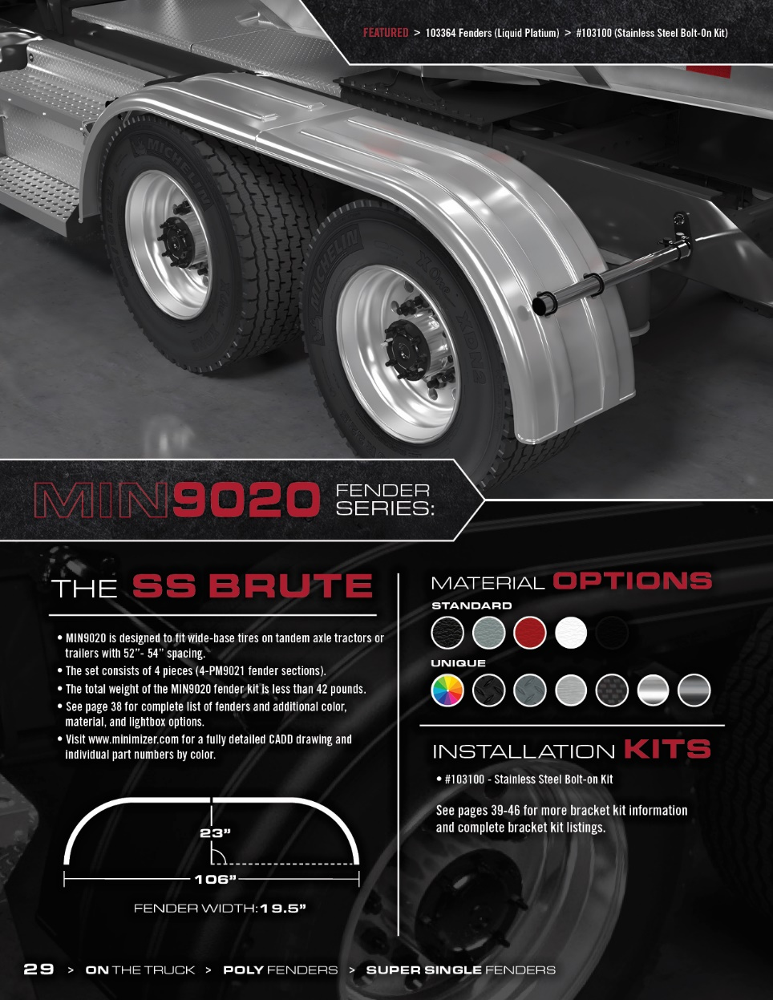 FEATURED > 103364 Fenders (Liquid Platium) > #103100 (Stainless Steel Bolt-On Kit)
MICHELIN
MICHELIN
X One XDN2
MIN9020 FENDER
SERIES:
THE SS BRUTE
• MIN9020 is designed to fit wide-base tires on tandem axle tractors or
trailers with 52”- 54” spacing.
• The set consists of 4 pieces (4-PM9021 fender sections).
• The total weight of the MIN9020 fender kit is less than 42 pounds.
• See page 38 for complete list of fenders and additional color,
material, and lightbox options.
• Visit www.minimizer.com for a fully detailed CADD drawing and
individual part numbers by color.
23”
106”
FENDER WIDTH: 19.5”
MATERIAL OPTIONS
STANDARD
UNIQUE
INSTALLATION KITS
• #103100 - Stainless Steel Bolt-on Kit
See pages 39-46 for more bracket kit information
and complete bracket kit listings.
29 > ON THE TRUCK > POLY FENDERS > SUPER SINGLE FENDERS